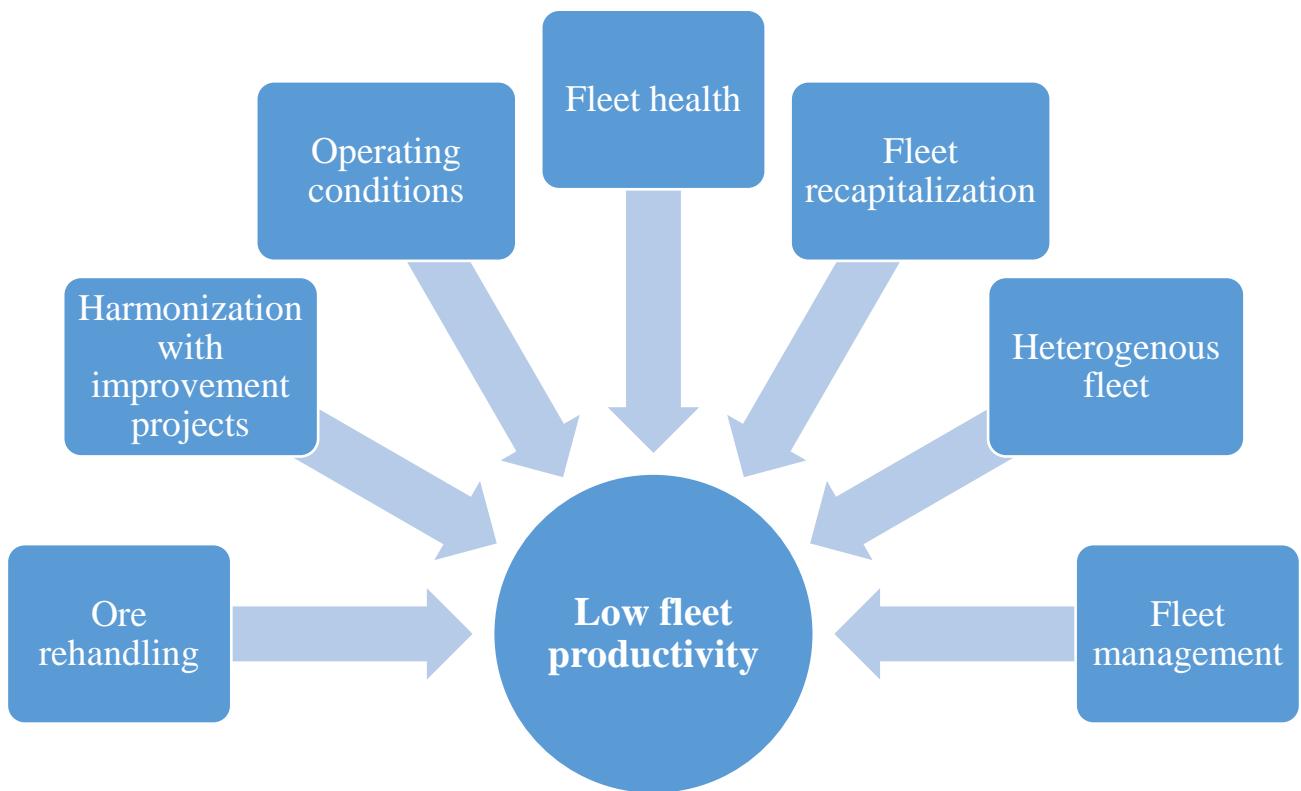 Fleet health
Operating
conditions
Fleet
recapitalization
Harmonization
with
improvement
projects
Heterogenous
fleet
Ore
rehandling
Low fleet
productivity
Fleet
management